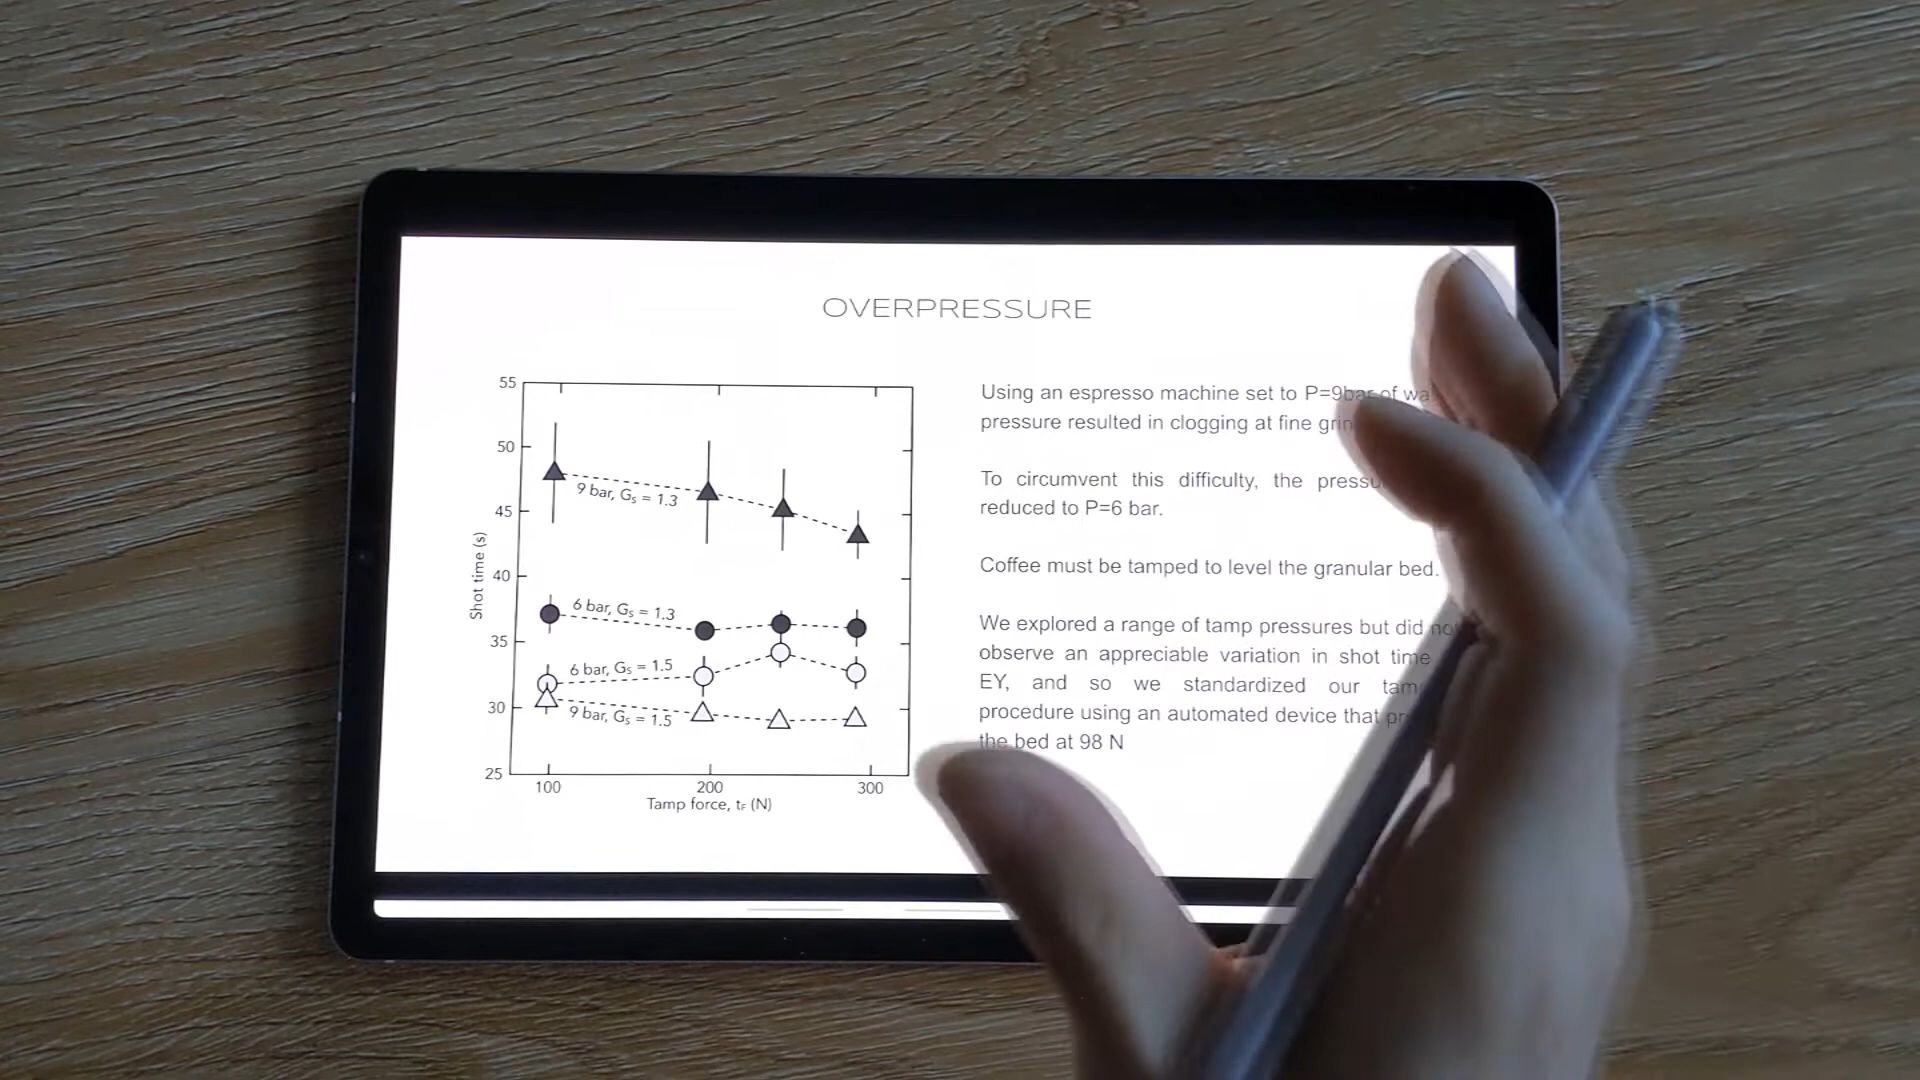 OVERPRESSURE
55
50
45
40
35
30
25
Shot time (s)
9 bar, Gs = 1.3
6 bar, Gs = 1.3
6 bar, Gs = 1.5
9 bar, Gs = 1.5
100 200 300
Tamp force, tF (N)
Using an espresso machine set to P=9bar of
pressure resulted in clogging at fine
To circumvent this difficulty, the
reduced to P=6 bar.
Coffee must be tamped to level the granular bed.
We explored a range of tamp pressures but did not
observe an appreciable variation in shot time
EY, and so we standardized our
procedure using an automated device that
the bed at 98 N